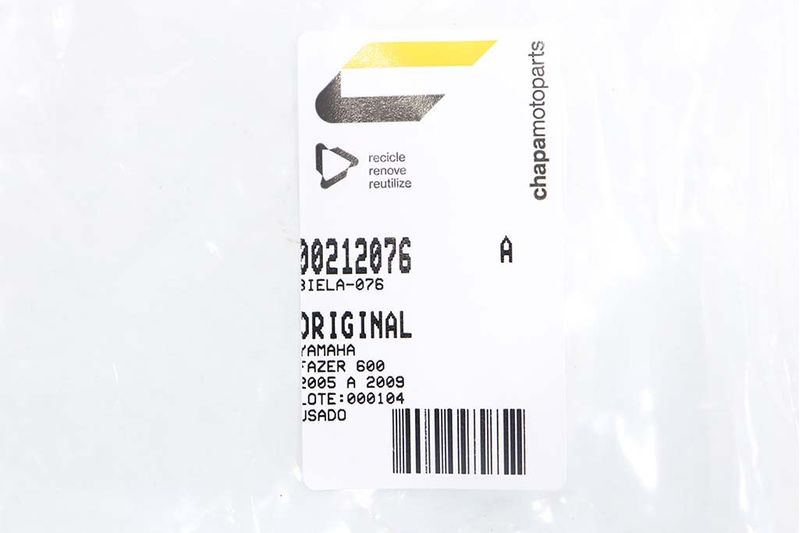 chapamotoparts
recicle
renove
reutilize
00212076 A
BIELA-076
ORIGINAL
YAMAHA
FAZER 600
2005 A 2009
LOTE:000104
USADO